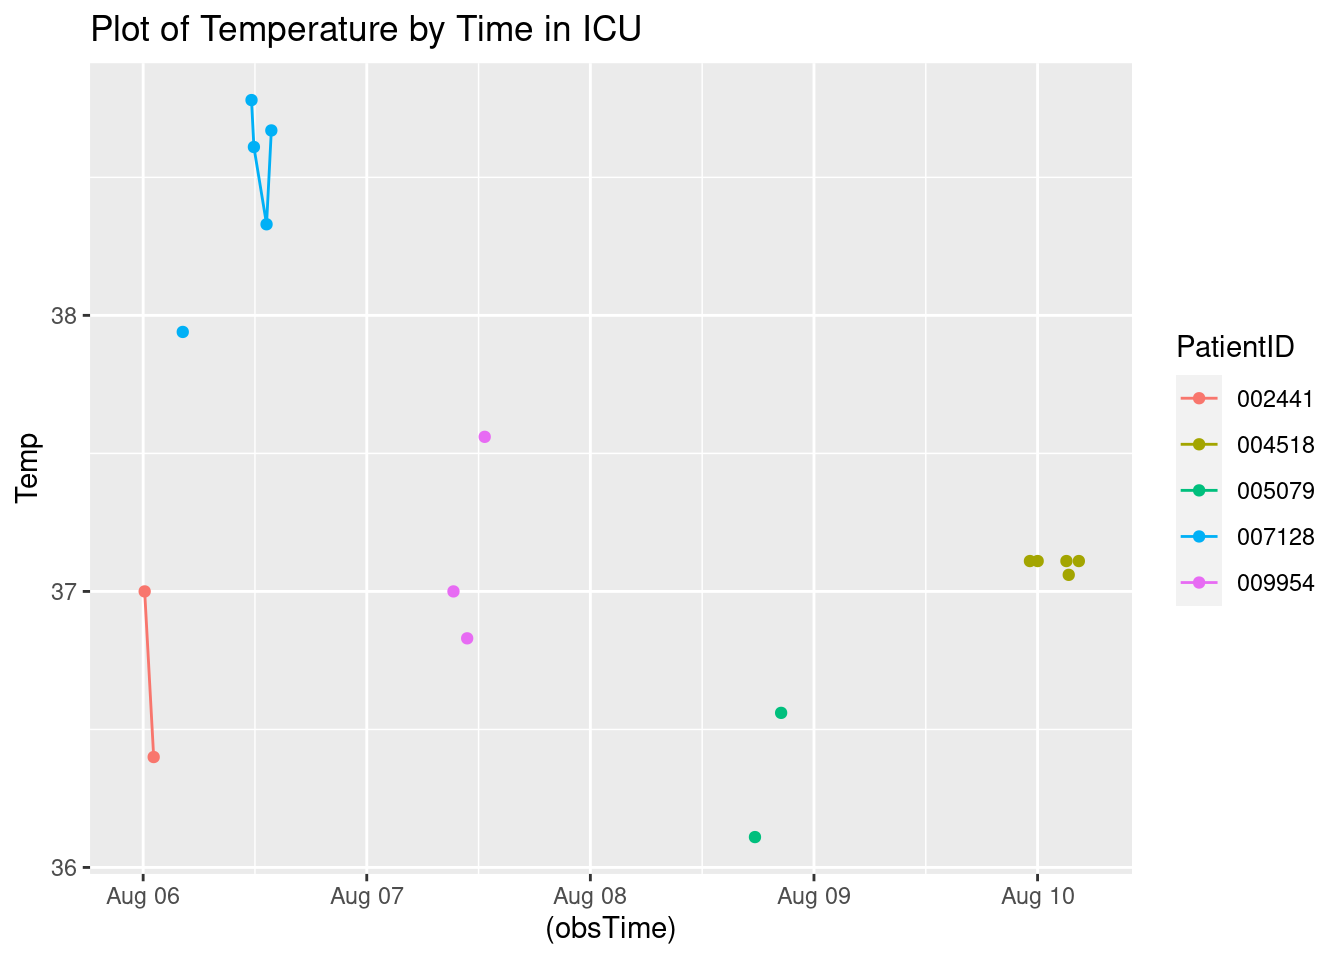 Plot of Temperature by Time in ICU
38
37
36
Temp
Aug 06 Aug 07 Aug 08 Aug 09 Aug 10
(obsTime)
PatientID
002441
004518
005079
007128
009954